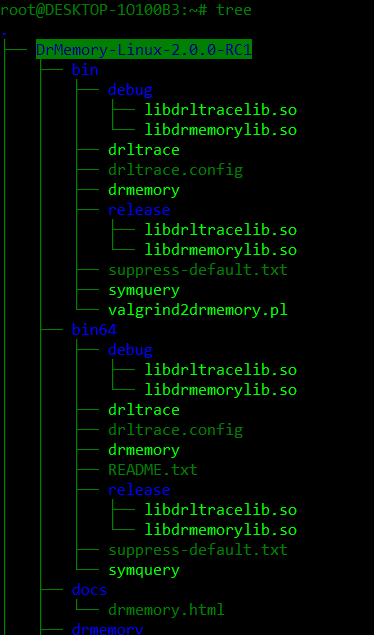 root@DESKTOP-1O100B3:~# tree
.
├── DrMemory-Linux-2.0.0-RC1
│   ├── bin
│   │   ├── debug
│   │   │   ├── libdrltracelib.so
│   │   │   └── libdrmemorylib.so
│   │   ├── drltrace
│   │   ├── drltrace.config
│   │   ├── drmemory
│   │   ├── release
│   │   │   ├── libdrltracelib.so
│   │   │   └── libdrmemorylib.so
│   │   ├── suppress-default.txt
│   │   ├── symquery
│   │   └── valgrind2drmemory.pl
│   ├── bin64
│   │   ├── debug
│   │   │   ├── libdrltracelib.so
│   │   │   └── libdrmemorylib.so
│   │   ├── drltrace
│   │   ├── drltrace.config
│   │   ├── drmemory
│   │   ├── README.txt
│   │   ├── release
│   │   │   ├── libdrltracelib.so
│   │   │   └── libdrmemorylib.so
│   │   ├── suppress-default.txt
│   │   └── symquery
│   ├── docs
│   │   └── drmemory.html
│   ├── drmemory